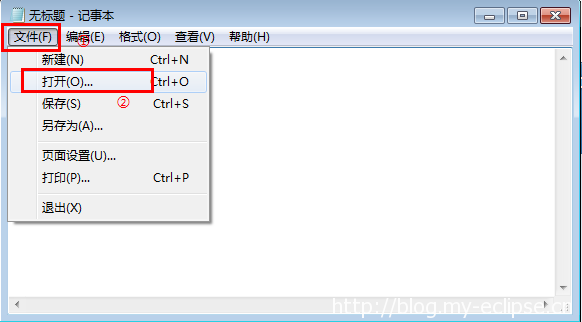 无标题 - 记事本
文件(F) 编辑(E) 格式(O) 查看(V) 帮助(H)
①
新建(N) Ctrl+N
打开(O)... Ctrl+O
保存(S) ② Ctrl+S
另存为(A)...
页面设置(U)...
打印(P)... Ctrl+P
退出(X)
http://blog.my-eclipse.cn